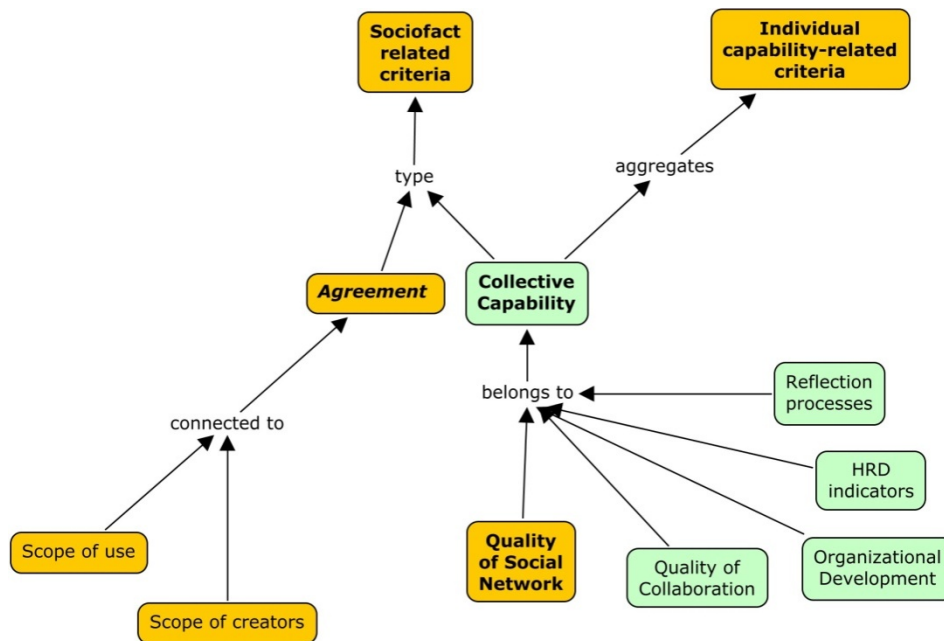 Sociofact
related
criteria
Individual
capability-related
criteria
type
aggregates
Agreement
Collective
Capability
connected to
belongs to
Reflection
processes
HRD
indicators
Scope of use
Quality
of Social
Network
Quality of
Collaboration
Organizational
Development
Scope of creators